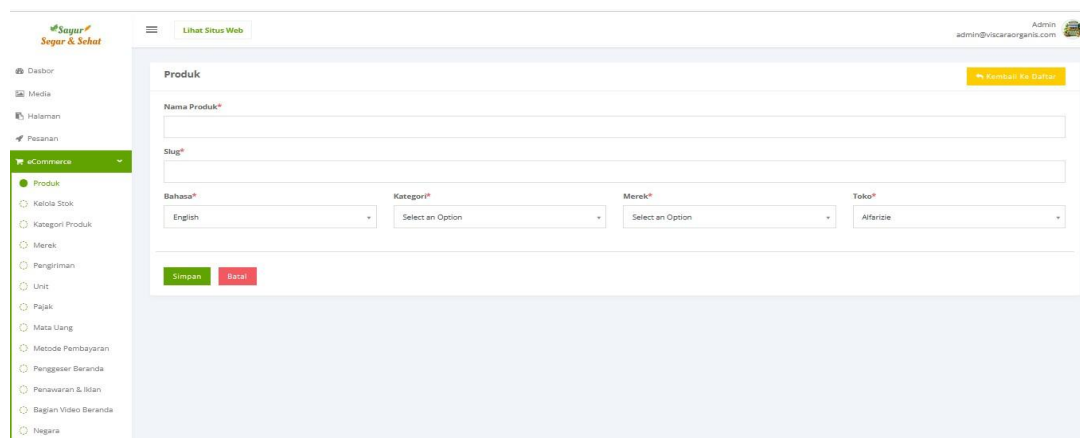 Sayur
Segar & Sehat
Lihat Situs Web
Admin
admin@viscaraorganis.com
Dasbor
Media
Halaman
Pesanan
eCommerce
Produk
Kelola Stok
Kategori Produk
Merek
Pengiriman
Unit
Pajak
Mata Uang
Metode Pembayaran
Penggeser Beranda
Penawaran & Iklan
Bagian Video Beranda
Negara
Produk
Kembali Ke Daftar
Nama Produk*
Slug*
Bahasa* Kategori* Merek* Toko*
English Select an Option Select an Option Alfarizie
Simpan Batal